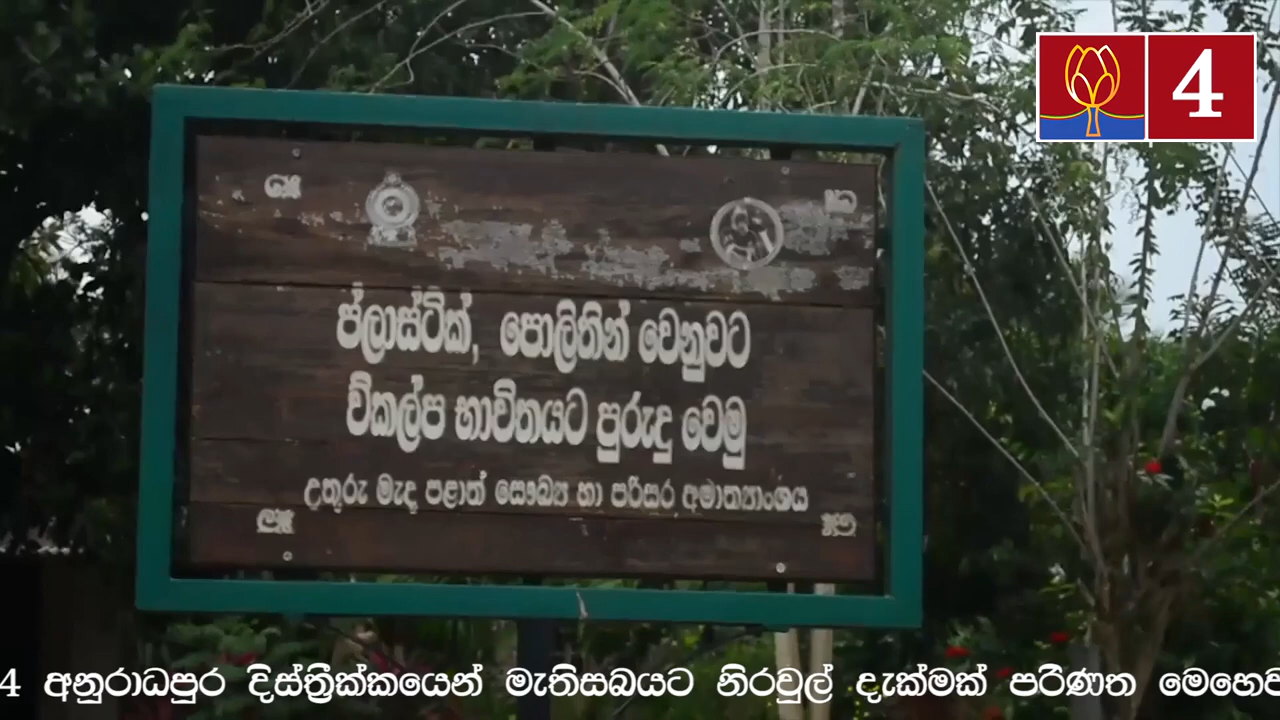 4
ප්ලාස්ටික්, පොලිතින් වෙනුවට
විකල්ප භාවිතයට පුරුදු වෙමු
උතුරු මැද පළාත් සෞඛ්‍ය හා පරිසර අමාත්‍යාංශය
4 අනුරාධපුර දිස්ත්‍රික්කයෙන් මැතිසබයට නිරවුල් දැක්මක් පරිණත මෙහෙව